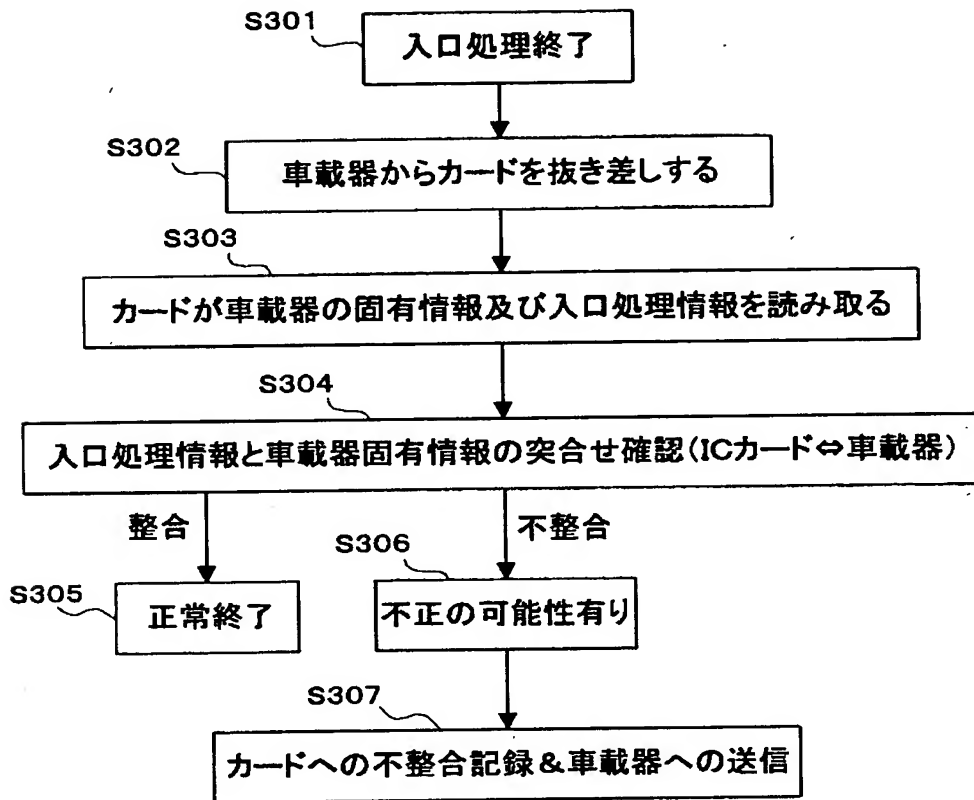 S301
入口処理終了
S302
車載器からカードを抜き差しする
S303
カードが車載器の固有情報及び入口処理情報を読み取る
S304
入口処理情報と車載器固有情報の突合せ確認(ICカード⇔車載器)
整合
不整合
S305
正常終了
S306
不正の可能性有り
S307
カードへの不整合記録&車載器への送信